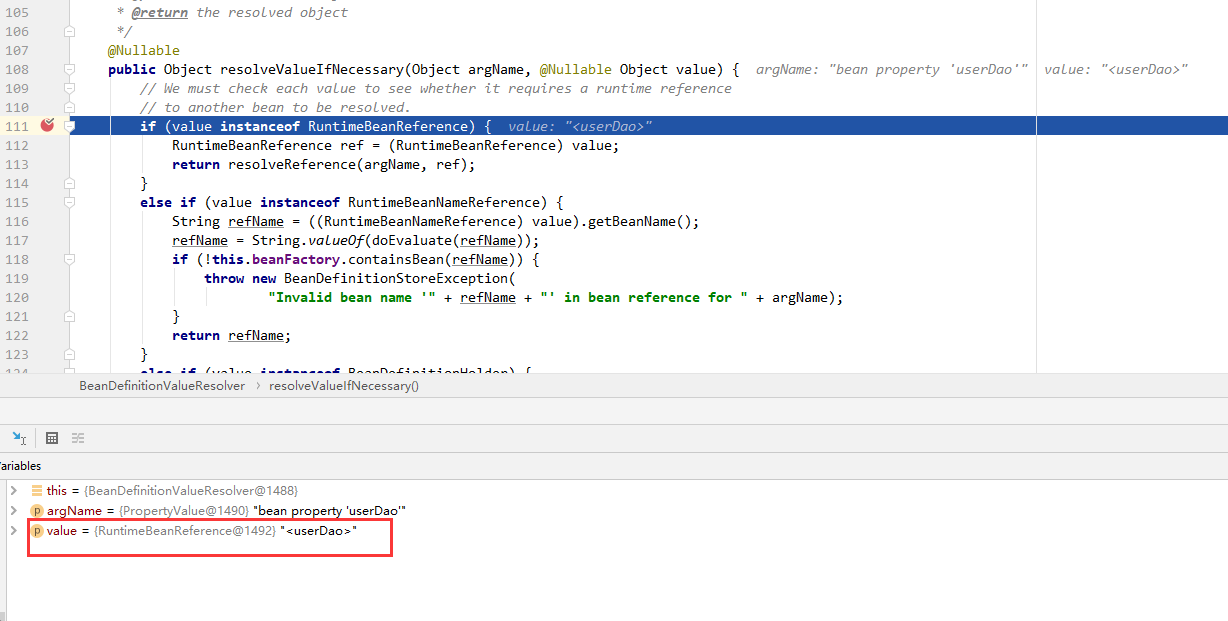 105 * @return the resolved object
106 */
107 @Nullable
108 public Object resolveValueIfNecessary(Object argName, @Nullable Object value) { argName: "bean property 'userDao'" value: "<userDao>"
109 // We must check each value to see whether it requires a runtime reference
110 // to another bean to be resolved.
111 if (value instanceof RuntimeBeanReference) { value: "<userDao>"
112 RuntimeBeanReference ref = (RuntimeBeanReference) value;
113 return resolveReference(argName, ref);
114 }
115 else if (value instanceof RuntimeBeanNameReference) {
116 String refName = ((RuntimeBeanNameReference) value).getBeanName();
117 refName = String.valueOf(doEvaluate(refName));
118 if (!this.beanFactory.containsBean(refName)) {
119 throw new BeanDefinitionStoreException(
120 "Invalid bean name '" + refName + "' in bean reference for " + argName);
121 }
122 return refName;
123 }
124 else if (value instanceof BeanDefinitionHolder) {
BeanDefinitionValueResolver › resolveValueIfNecessary()
ariables
this = {BeanDefinitionValueResolver@1488}
p argName = {PropertyValue@1490} "bean property 'userDao'"
p value = {RuntimeBeanReference@1492} "<userDao>"